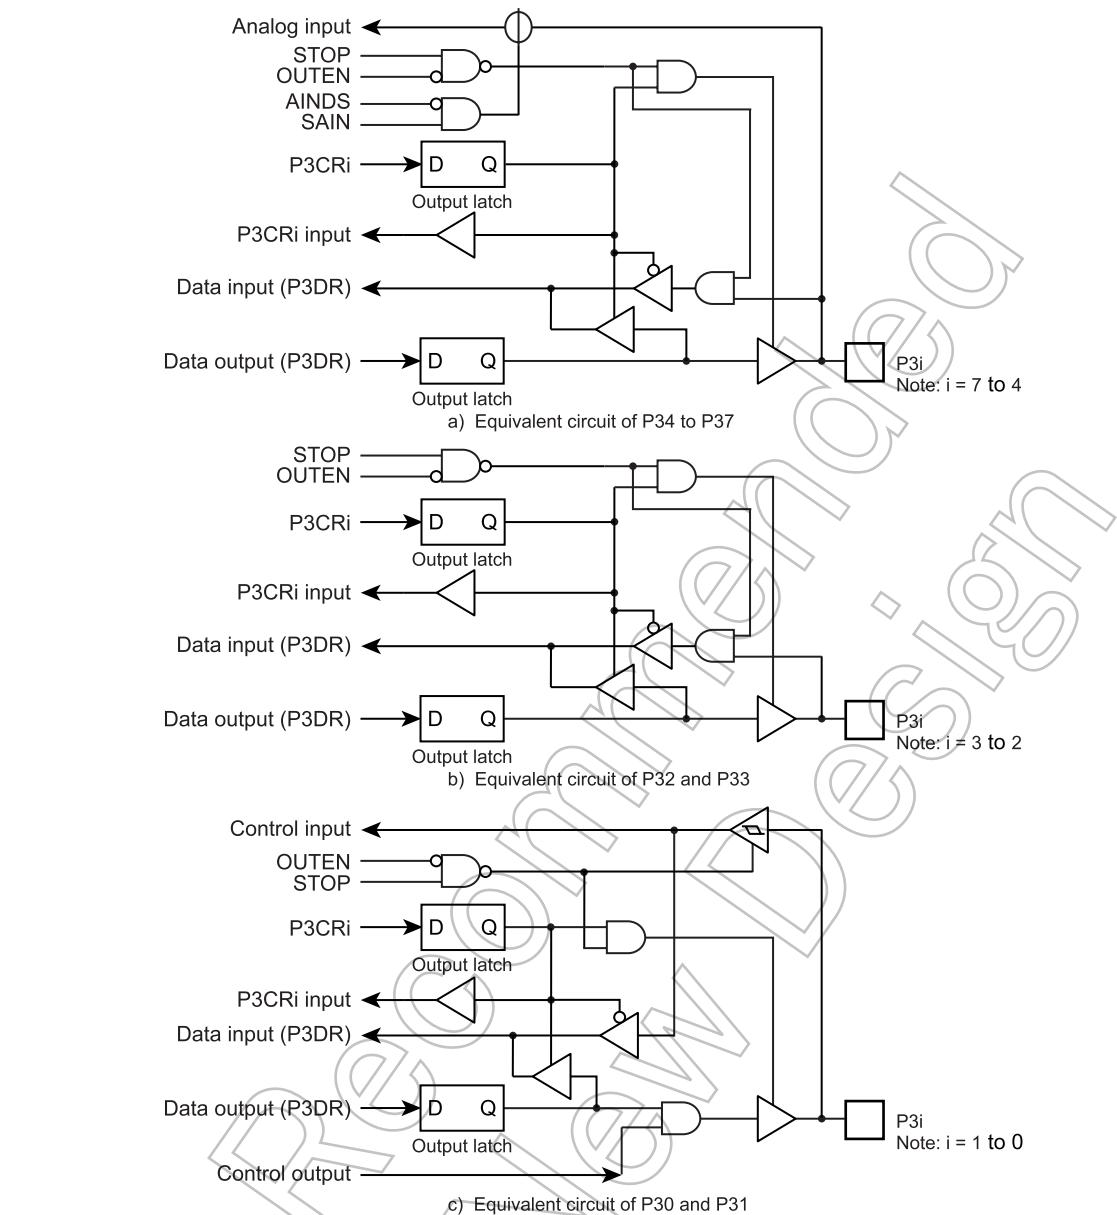 Analog input
STOP
OUTEN
AINDS
SAIN
P3CRi
D Q
Output latch
P3CRi input
Data input (P3DR)
Data output (P3DR)
D Q
Output latch
P3i
Note: i = 7 to 4
a) Equivalent circuit of P34 to P37
STOP
OUTEN
P3CRi
D Q
Output latch
P3CRi input
Data input (P3DR)
Data output (P3DR)
D Q
Output latch
P3i
Note: i = 3 to 2
b) Equivalent circuit of P32 and P33
Control input
OUTEN
STOP
P3CRi
D Q
Output latch
P3CRi input
Data input (P3DR)
Data output (P3DR)
D Q
Output latch
P3i
Note: i = 1 to 0
Control output
c) Equivalent circuit of P30 and P31
Recommended
New Design